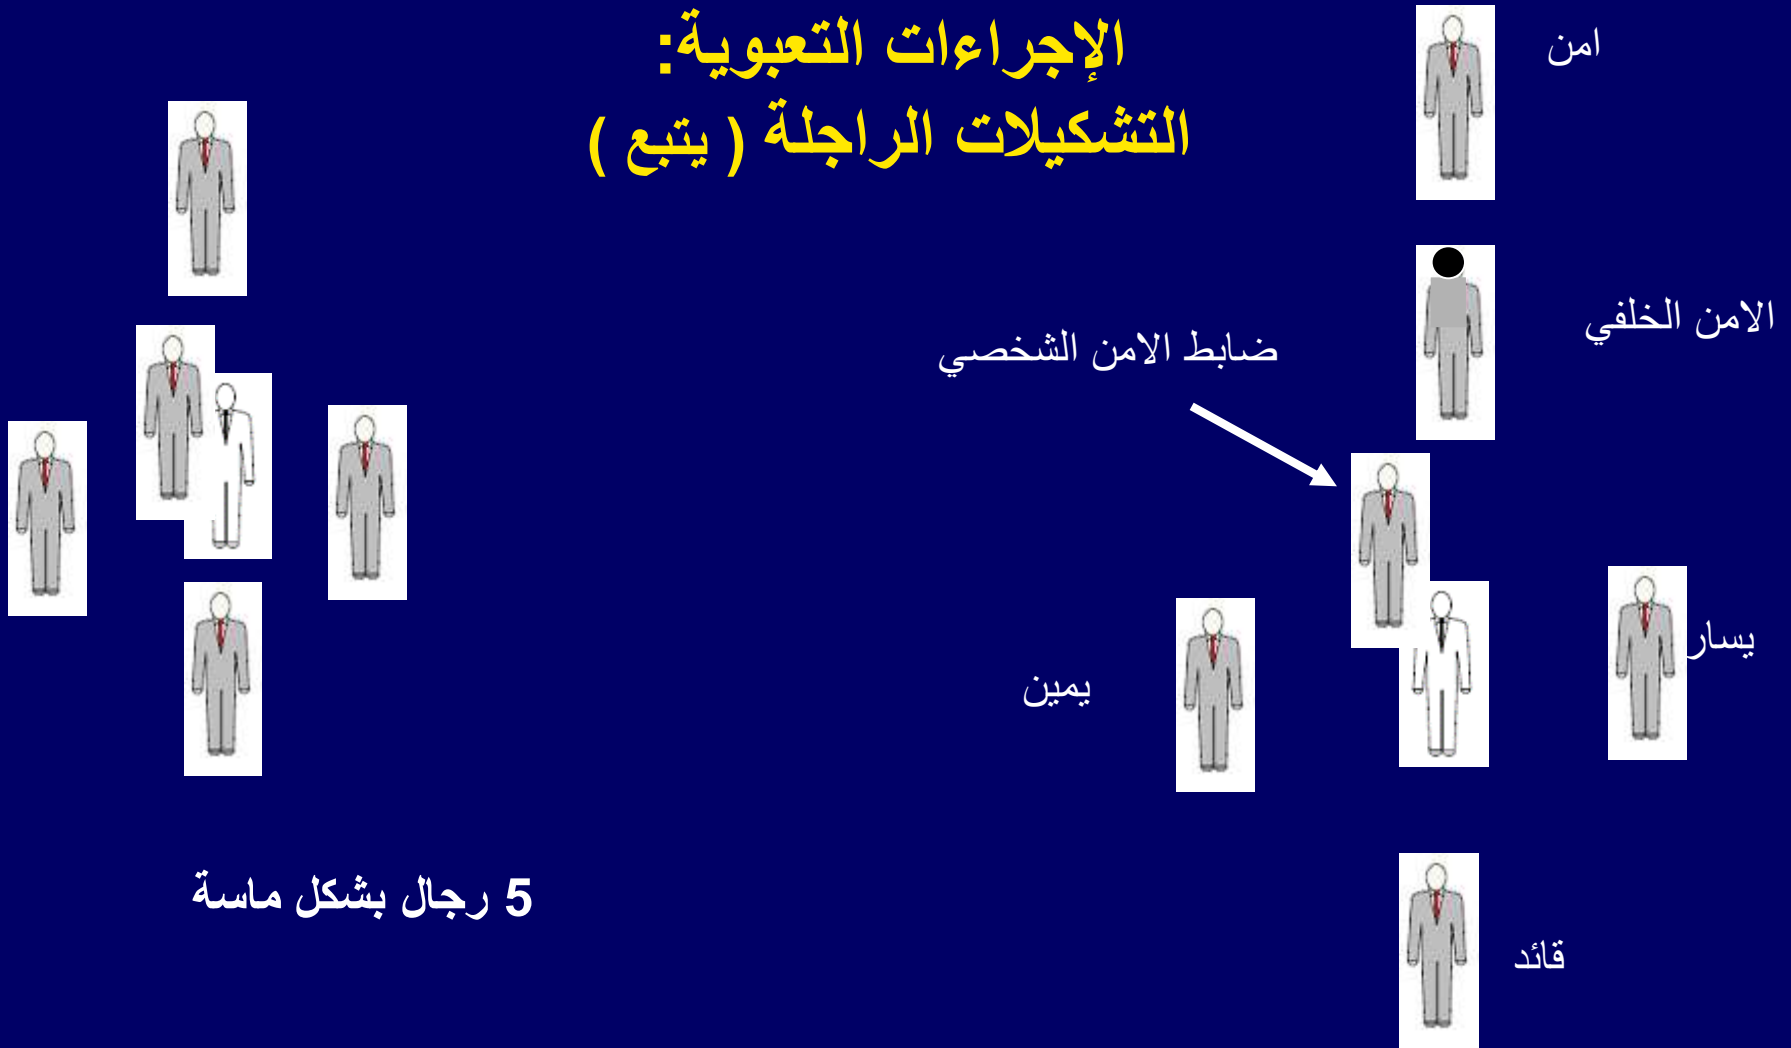 الإجراءات التعبوية:
التشكيلات الراجلة ( يتبع )
امن
الامن الخلفي
ضابط الامن الشخصي
يسار
يمين
5 رجال بشكل ماسة
قائد